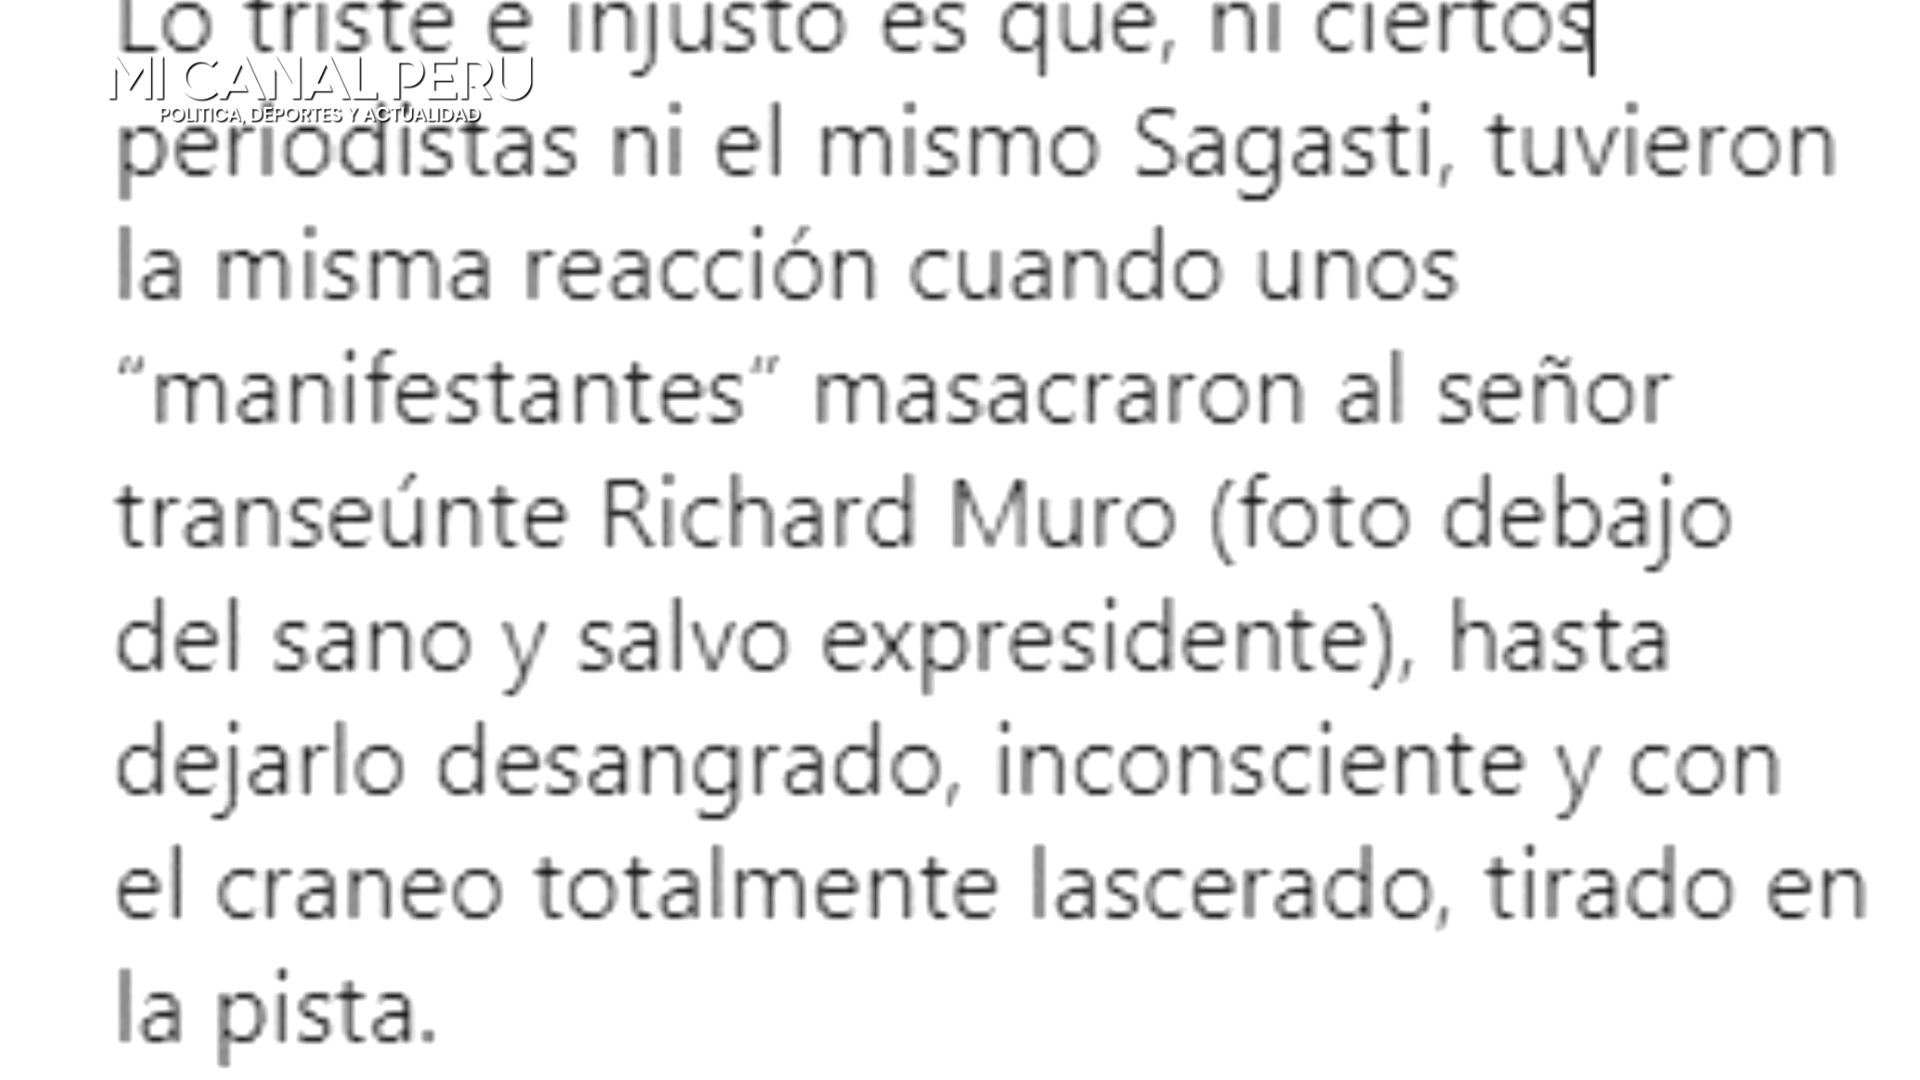 Lo triste e injusto es que, ni ciertos
MI CANAL PERU
POLITICA, DEPORTES Y ACTUALIDAD
periodistas ni el mismo Sagasti, tuvieron
la misma reacción cuando unos
“manifestantes” masacraron al señor
transeúnte Richard Muro (foto debajo
del sano y salvo expresidente), hasta
dejarlo desangrado, inconsciente y con
el craneo totalmente lascerado, tirado en
la pista.